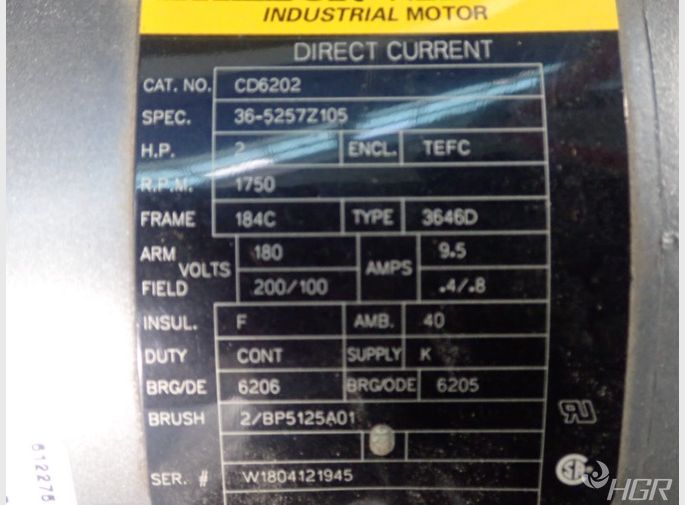 INDUSTRIAL MOTOR
DIRECT CURRENT
CAT. NO. CD6202
SPEC. 36-5257Z105
H.P. 2 ENCL. TEFC
R.P.M. 1750
FRAME 184C TYPE 3646D
ARM 180 9.5
VOLTS AMPS
FIELD 200/100 .4/.8
INSUL. F AMB. 40
DUTY CONT SUPPLY K
BRG/DE 6206 BRG/ODE 6205
BRUSH 2/BP5125A01
SER. # W1804121945
HGR